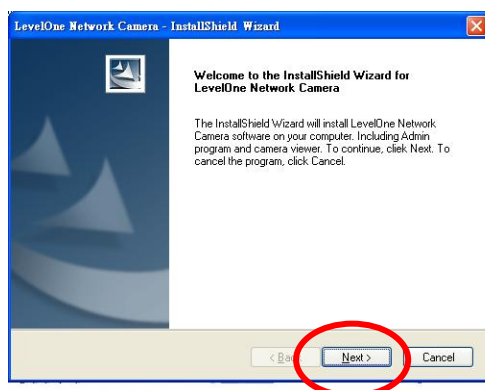 LevelOne Network Camera - InstallShield Wizard
Welcome to the InstallShield Wizard for
LevelOne Network Camera
The InstallShield Wizard will install LevelOne Network
Camera software on your computer. Including Admin
program and camera viewer. To continue, cliek Next. To
cancel the program, click Cancel.
Next > Cancel